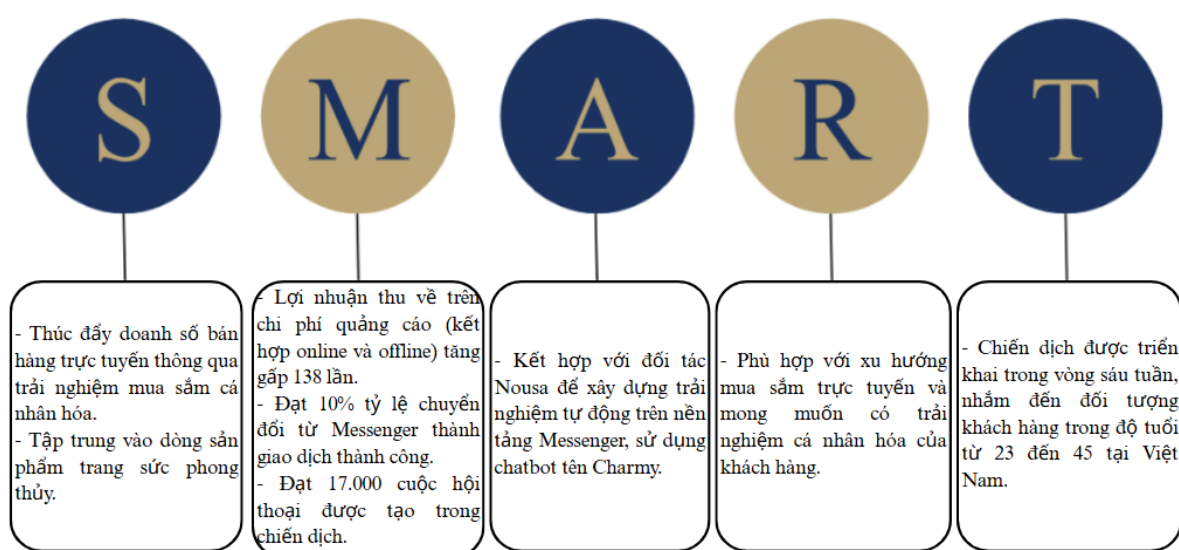 S
M
A
R
T
- Thúc đẩy doanh số bán
hàng trực tuyến thông qua
trải nghiệm mua sắm cá
nhân hóa.
- Tập trung vào dòng sản
phẩm trang sức phong
thủy.
- Lợi nhuận thu về trên
chi phí quảng cáo (kết
hợp online và offline) tăng
gấp 138 lần.
- Đạt 10% tỷ lệ chuyển
đổi từ Messenger thành
giao dịch thành công.
- Đạt 17.000 cuộc hội
thoại được tạo trong
chiến dịch.
- Kết hợp với đối tác
Nousa để xây dựng trải
nghiệm tự động trên nền
tảng Messenger, sử dụng
chatbot tên Charmy.
- Phù hợp với xu hướng
mua sắm trực tuyến và
mong muốn có trải
nghiệm cá nhân hóa của
khách hàng.
- Chiến dịch được triển
khai trong vòng sáu tuần,
nhắm đến đối tượng
khách hàng trong độ tuổi
từ 23 đến 45 tại Việt
Nam.